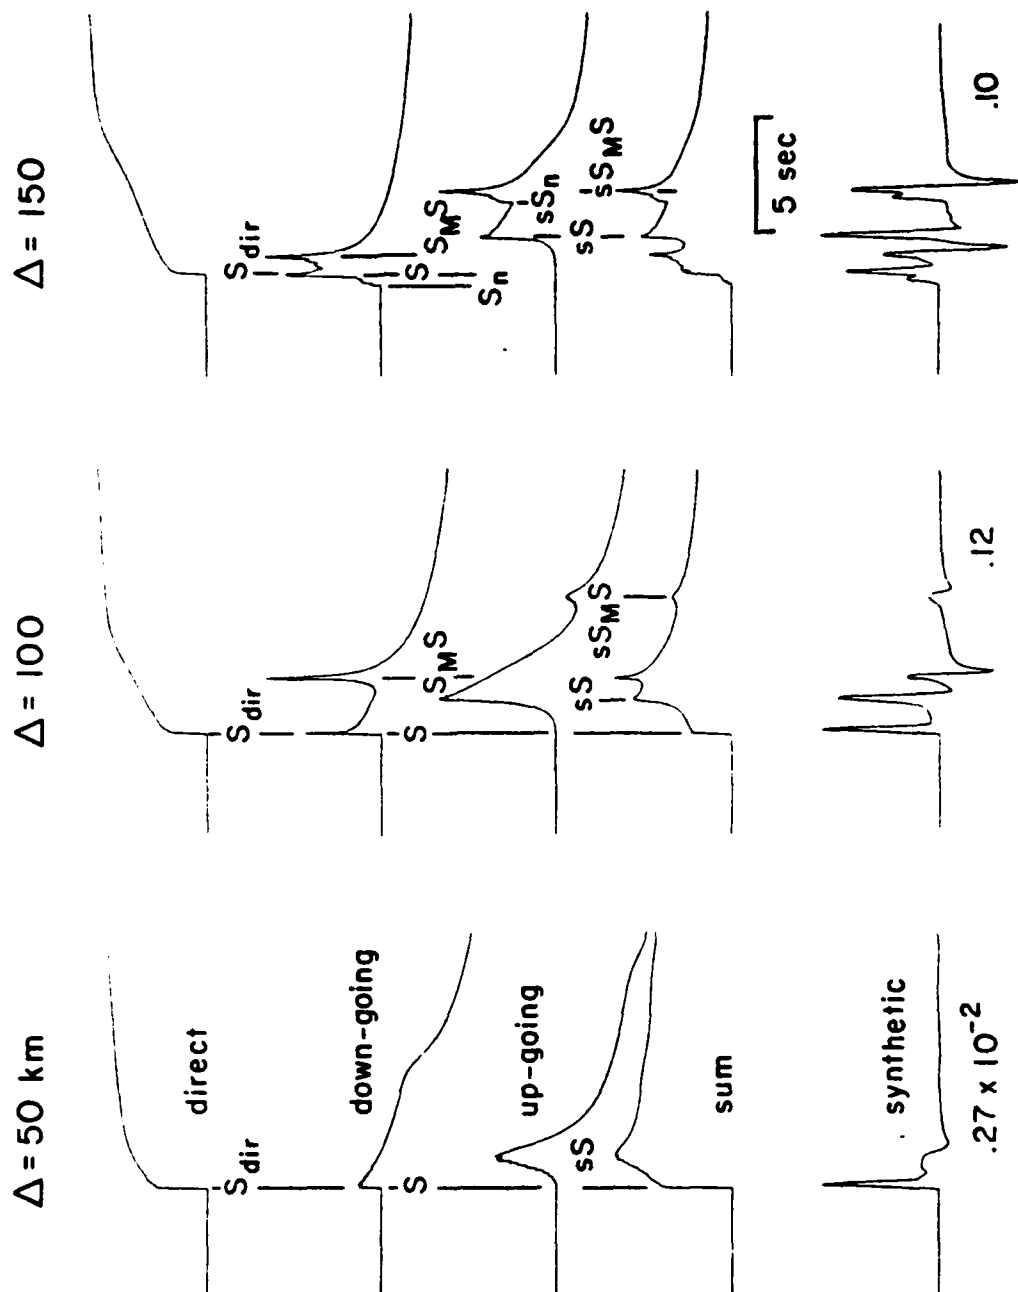 Δ = 50 km
Δ = 100
Δ = 150
direct
S_dir
S_dir
S_dir
down-going
S
S
S_MS
S
S_MS
S_n
up-going
sS
sS
sS_MS
sS
sS_n
sS_MS
sum
5 sec
synthetic
.27 x 10^-2
.12
.10